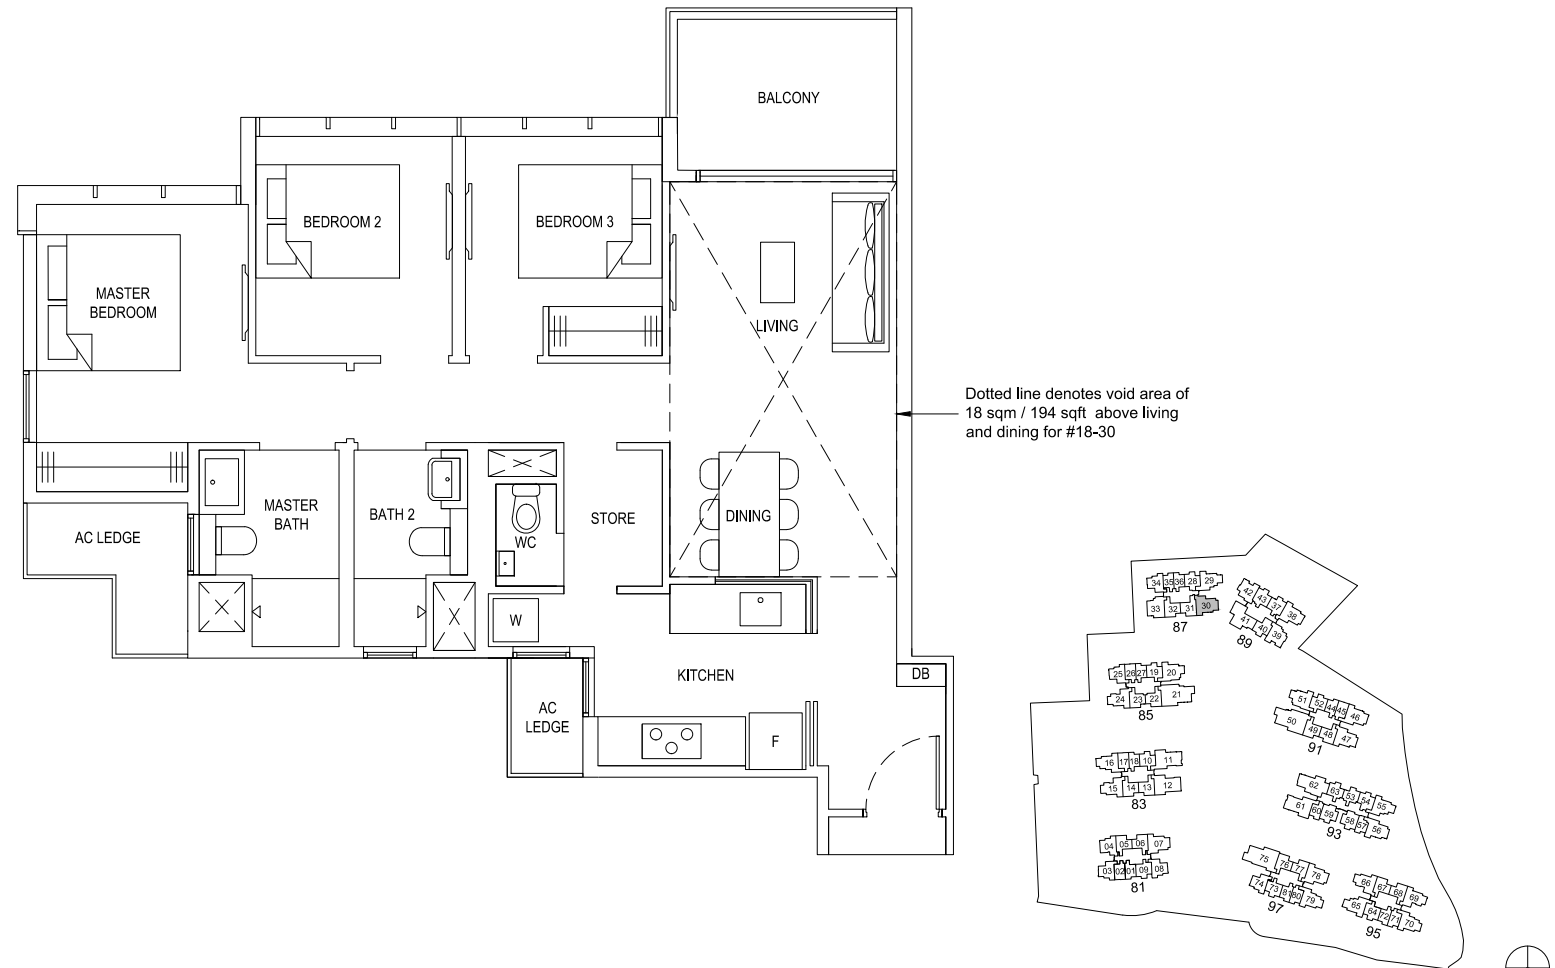 BALCONY
BEDROOM 2
BEDROOM 3
MASTER
BEDROOM
LIVING
Dotted line denotes void area of
18 sqm / 194 sqft above living
and dining for #18-30
MASTER
BATH
BATH 2
STORE
DINING
AC LEDGE
WC
W
KITCHEN
DB
AC
LEDGE
F
34 35 36 28 29
33 32 31 30
87
42 43 37 38
41 40 39
89
25 26 27 19 20
24 23 22 21
85
51 52 44 45 46
50 49 48 47
91
16 17 18 10 11
15 14 13 12
83
62 63 53 54 55
61 60 59 58 57 56
93
04 05 06 07
03 02 01 09 08
81
75 76 77 78
74 73 81 80 79
97
66 67 68 69
65 64 72 71 70
95